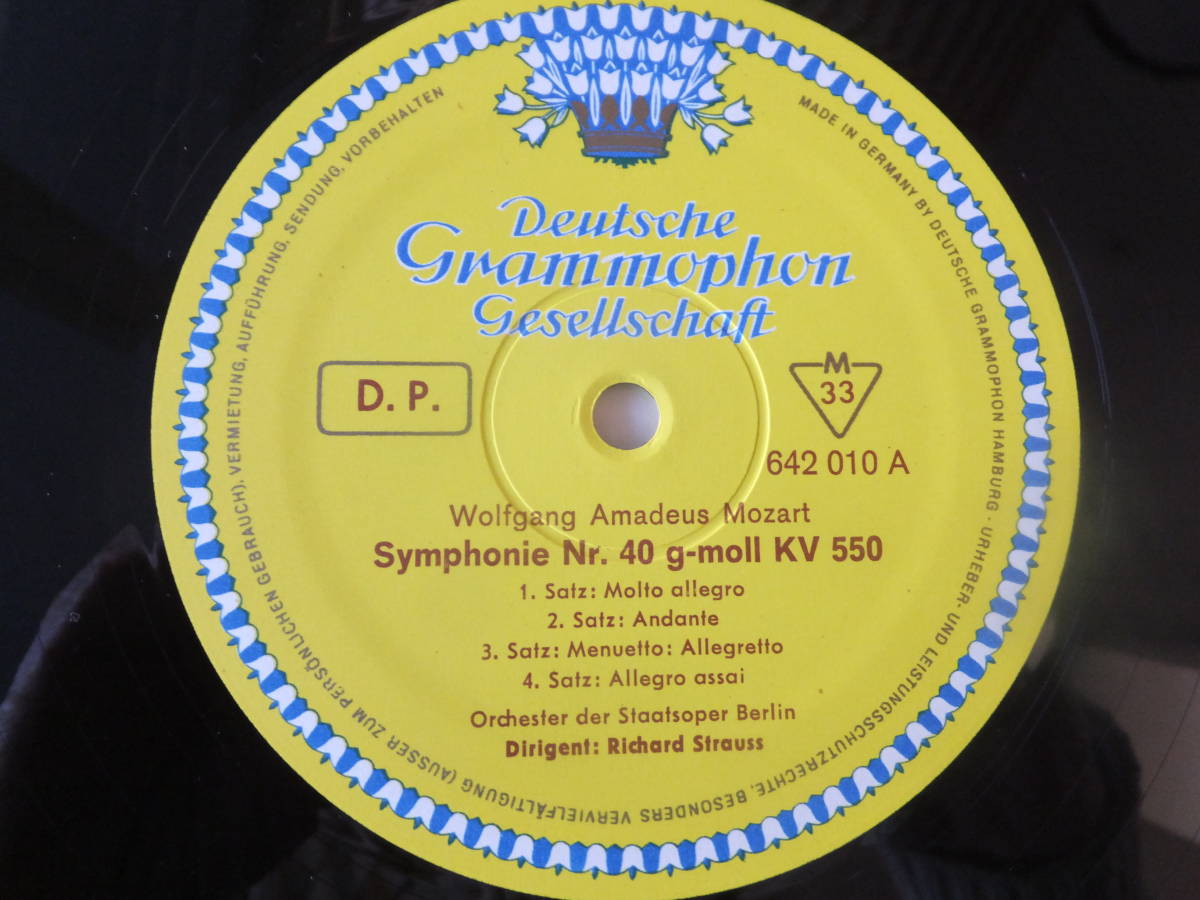 Deutsche
Grammophon
Gesellschaft
D. P.
M
33
642 010 A
Wolfgang Amadeus Mozart
Symphonie Nr. 40 g-moll KV 550
1. Satz: Molto allegro
2. Satz: Andante
3. Satz: Menuetto: Allegretto
4. Satz: Allegro assai
Orchester der Staatsoper Berlin
Dirigent: Richard Strauss
MADE IN GERMANY BY DEUTSCHE GRAMMOPHON HAMBURG · URHEBER- UND LEISTUNGSSCHUTZRECHTE, BESONDERS VERVIELFÄLTIGUNG (AUSSER ZUM PERSÖNLICHEN GEBRAUCH), VERMIETUNG, AUFFÜHRUNG, SENDUNG, VORBEHALTEN